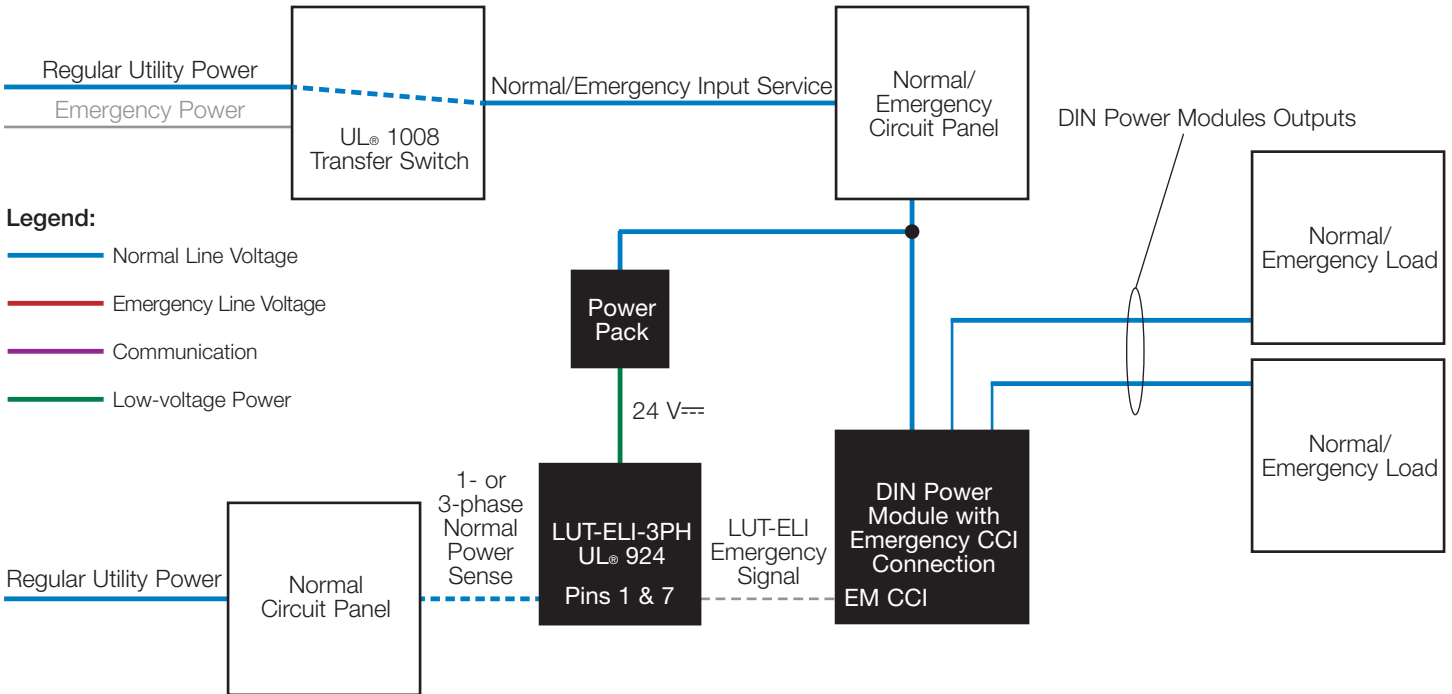 Regular Utility Power
Emergency Power
UL® 1008
Transfer Switch
Normal/Emergency Input Service
Normal/
Emergency
Circuit Panel
DIN Power Modules Outputs
Normal/
Emergency Load
Legend:
Normal Line Voltage
Emergency Line Voltage
Communication
Low-voltage Power
Power
Pack
24 V⎓
Normal/
Emergency Load
Regular Utility Power
Normal
Circuit Panel
1- or
3-phase
Normal
Power
Sense
LUT-ELI-3PH
UL® 924
Pins 1 & 7
LUT-ELI
Emergency
Signal
DIN Power
Module with
Emergency CCI
Connection
EM CCI